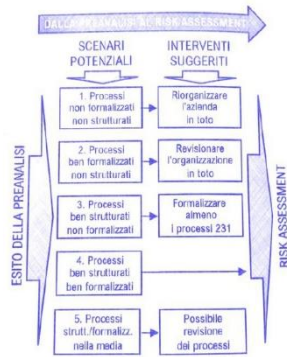 DALLA PREANALISI AL RISK ASSESSMENT
SCENARI
POTENZIALI
INTERVENTI
SUGGERITI
1. Processi
non formalizzati
non strutturati
Riorganizzare
l'azienda
in toto
2. Processi
ben formalizzati
non strutturati
Revisionare
l'organizzazione
in toto
3. Processi
ben strutturati
non formalizzati
Formalizzare
almeno
i processi 231
4. Processi
ben strutturati
ben formalizzati
5. Processi
strutt./formalizz.
nella media
Possibile
revisione
dei processi
ESITO DELLA PREANALISI
RISK ASSESSMENT